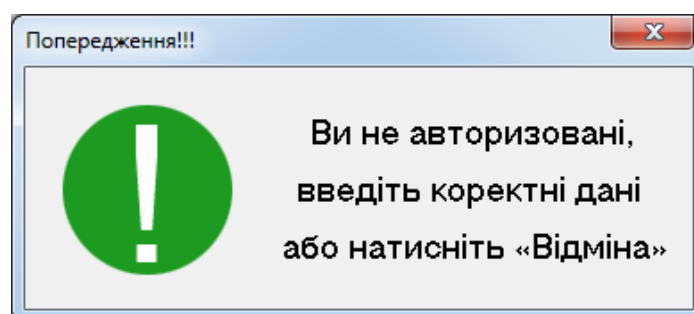 Попередження!!!
Ви не авторизовані,
введіть коректні дані
або натисніть «Відміна»